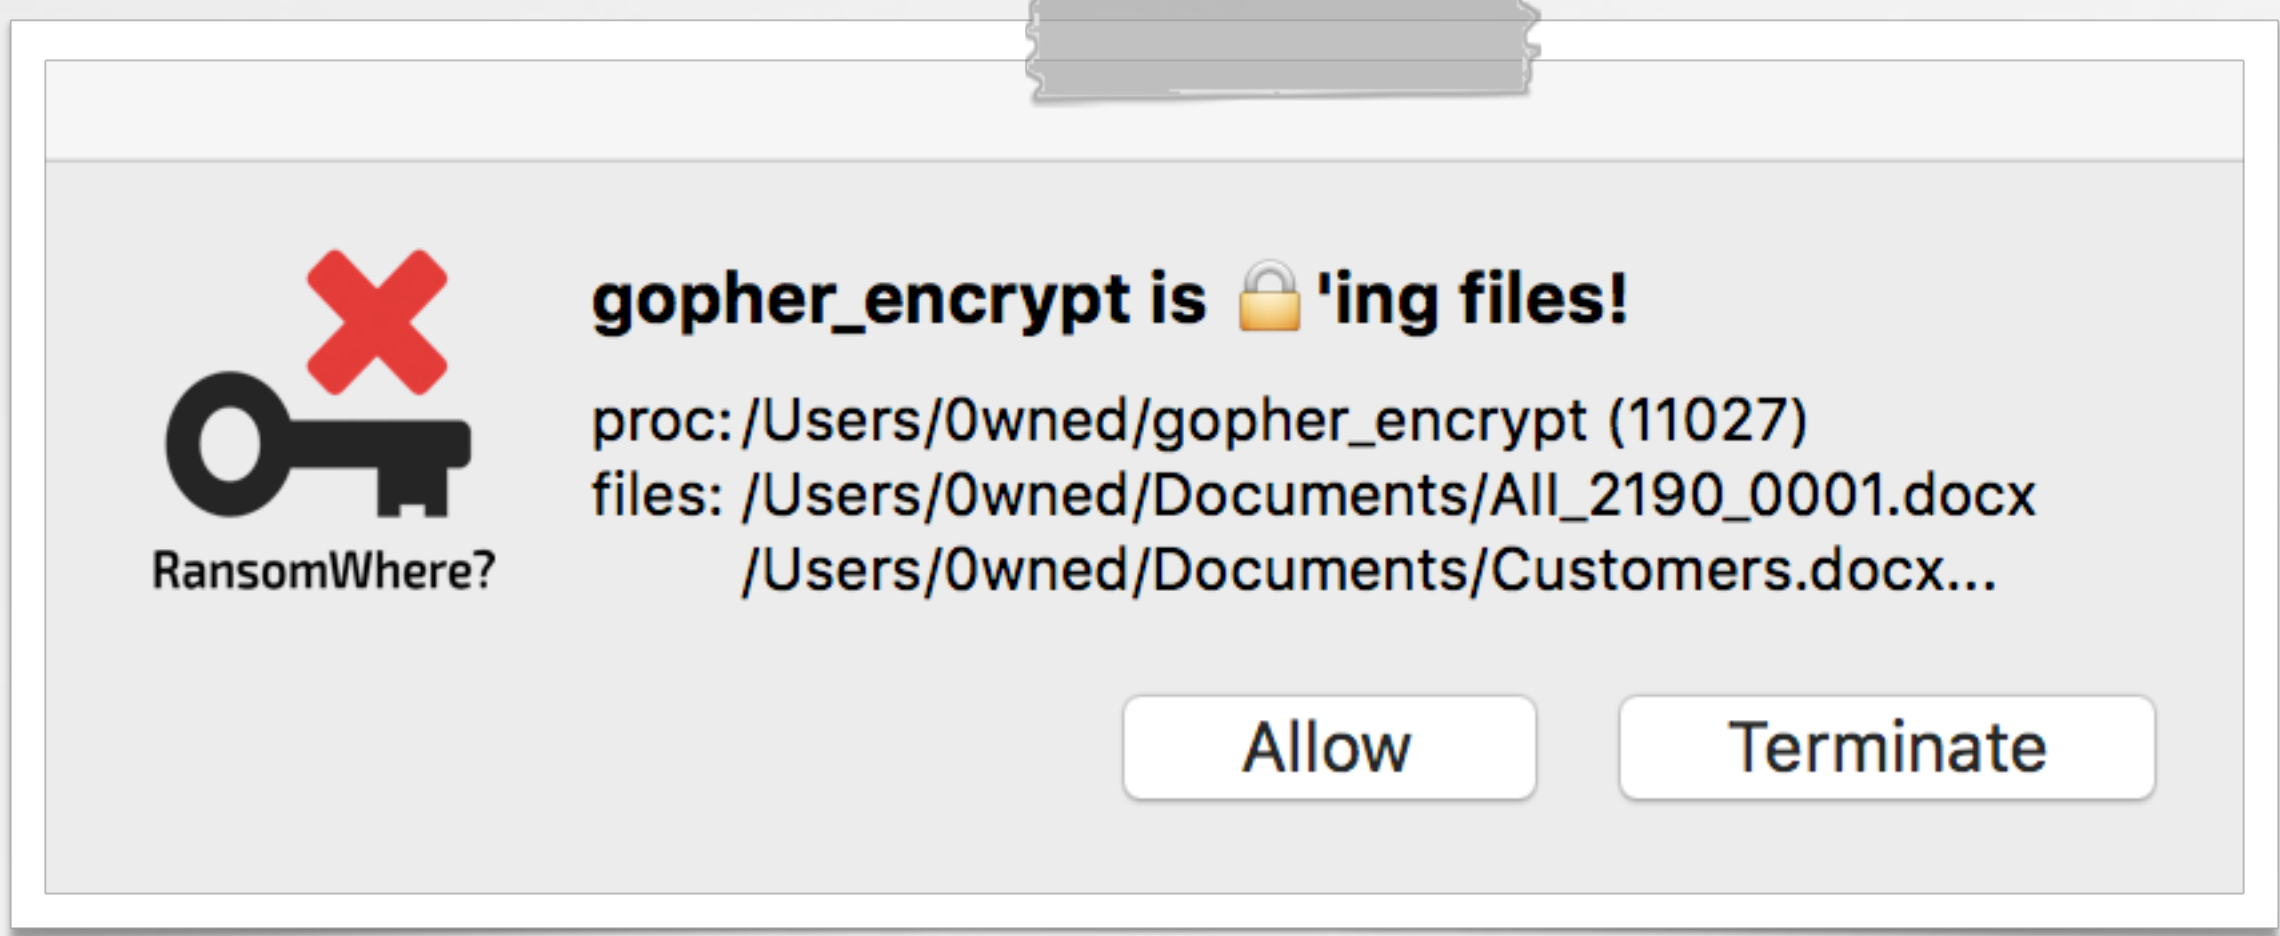 gopher_encrypt is 🔒'ing files!
proc: /Users/0wned/gopher_encrypt (11027)
files: /Users/0wned/Documents/All_2190_0001.docx
/Users/0wned/Documents/Customers.docx...
RansomWhere?
Allow
Terminate